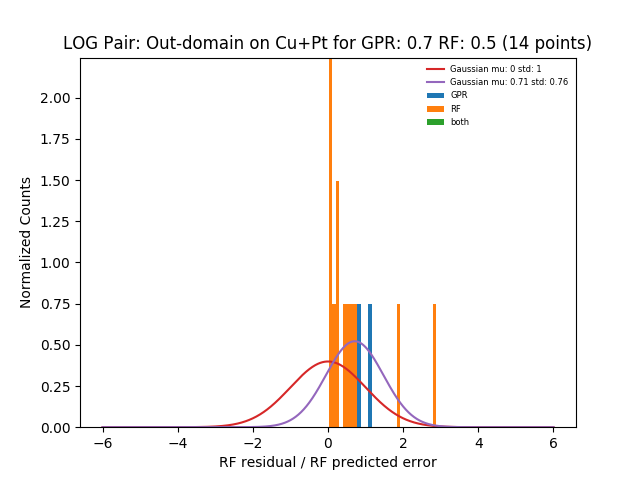 LOG Pair: Out-domain on Cu+Pt for GPR: 0.7 RF: 0.5 (14 points)
Gaussian mu: 0 std: 1
Gaussian mu: 0.71 std: 0.76
GPR
RF
both
Normalized Counts
2.00
1.75
1.50
1.25
1.00
0.75
0.50
0.25
0.00
−6
−4
−2
0
2
4
6
RF residual / RF predicted error